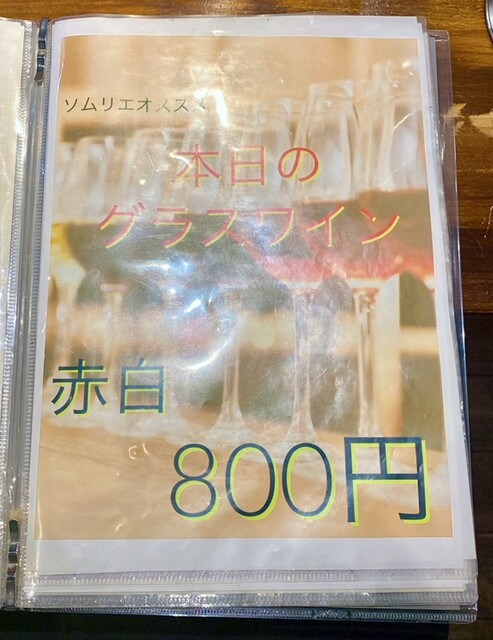 ソムリエオススメ
本日の
グラスワイン
赤白
800円